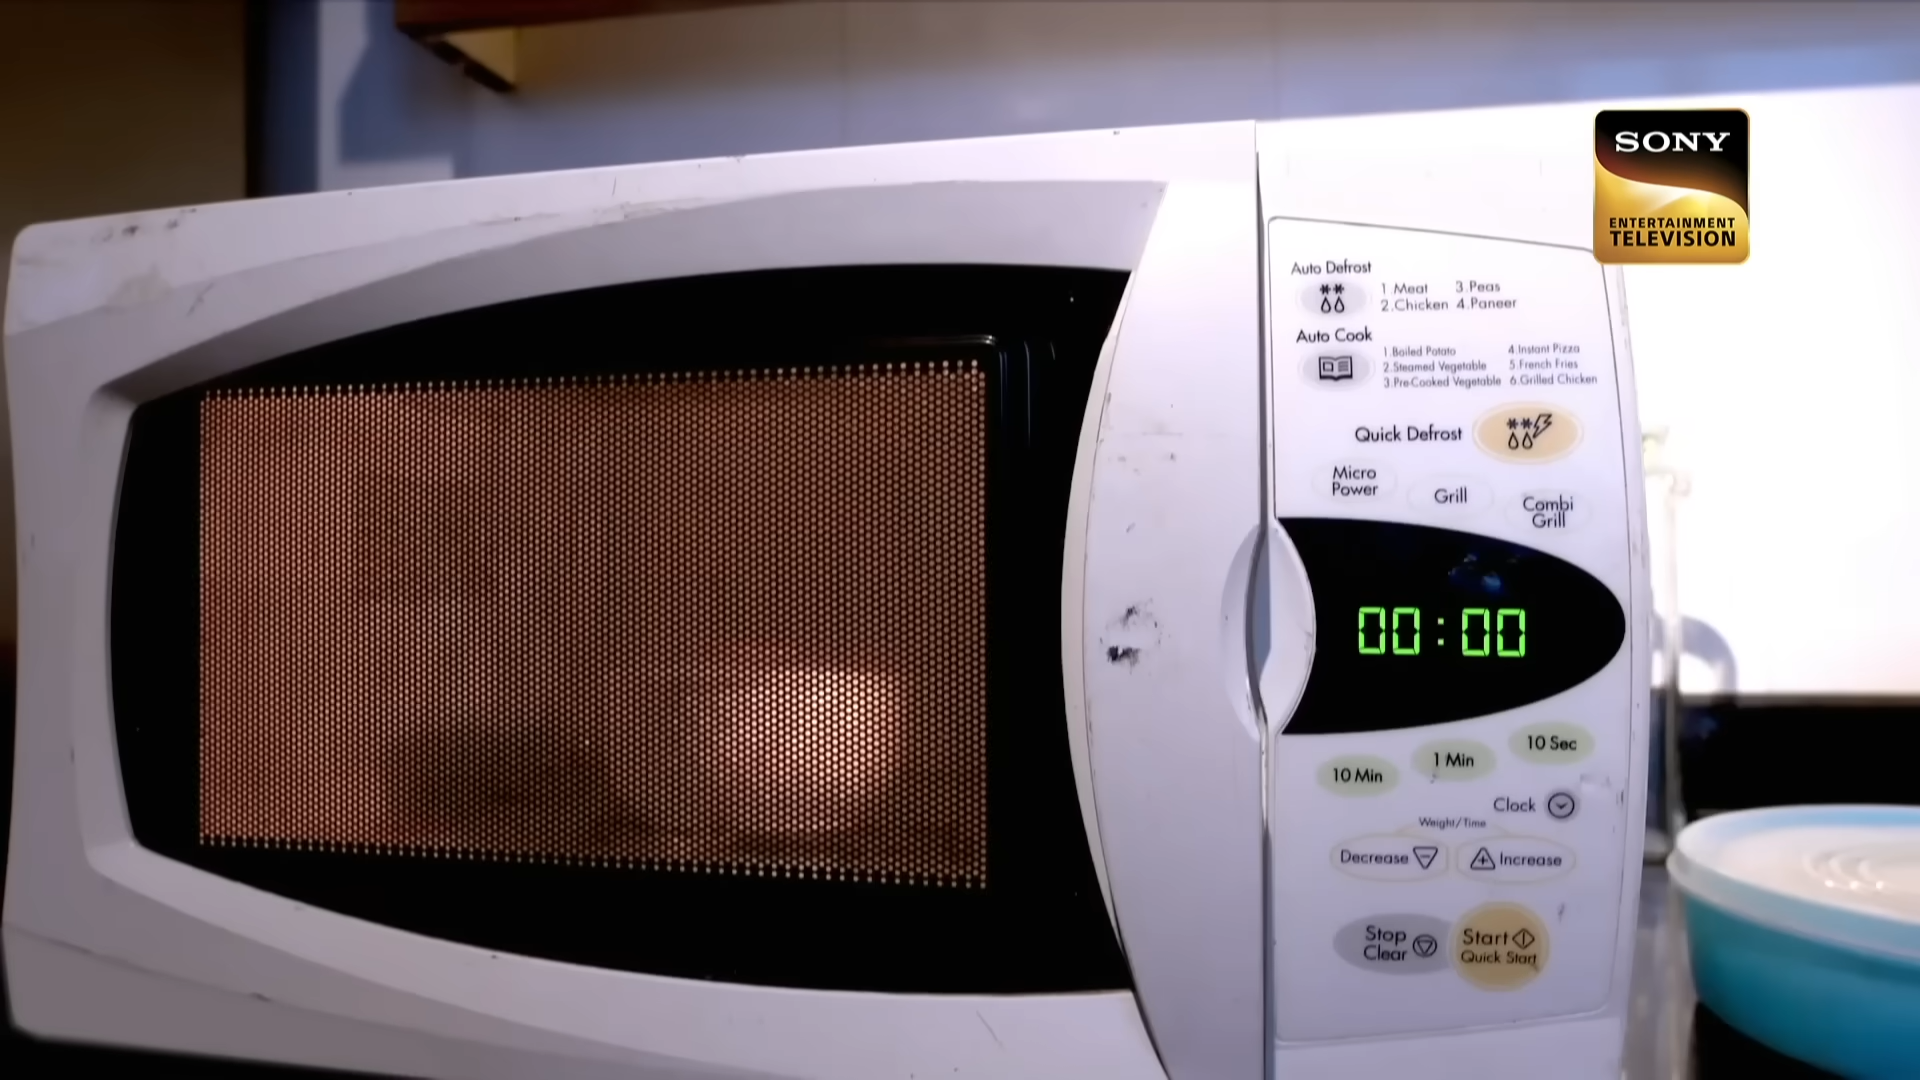 SONY
ENTERTAINMENT
TELEVISION
Auto Defrost
1.Meat 3.Peas
2.Chicken 4.Paneer
Auto Cook
1.Boiled Potato 4.Instant Pizza
2.Steamed Vegetable 5.French Fries
3.Pre-Cooked Vegetable 6.Grilled Chicken
Quick Defrost
Micro
Power
Grill
Combi
Grill
00:00
10 Min
1 Min
10 Sec
Clock
Weight/Time
Decrease
Increase
Stop
Clear
Start
Quick Start